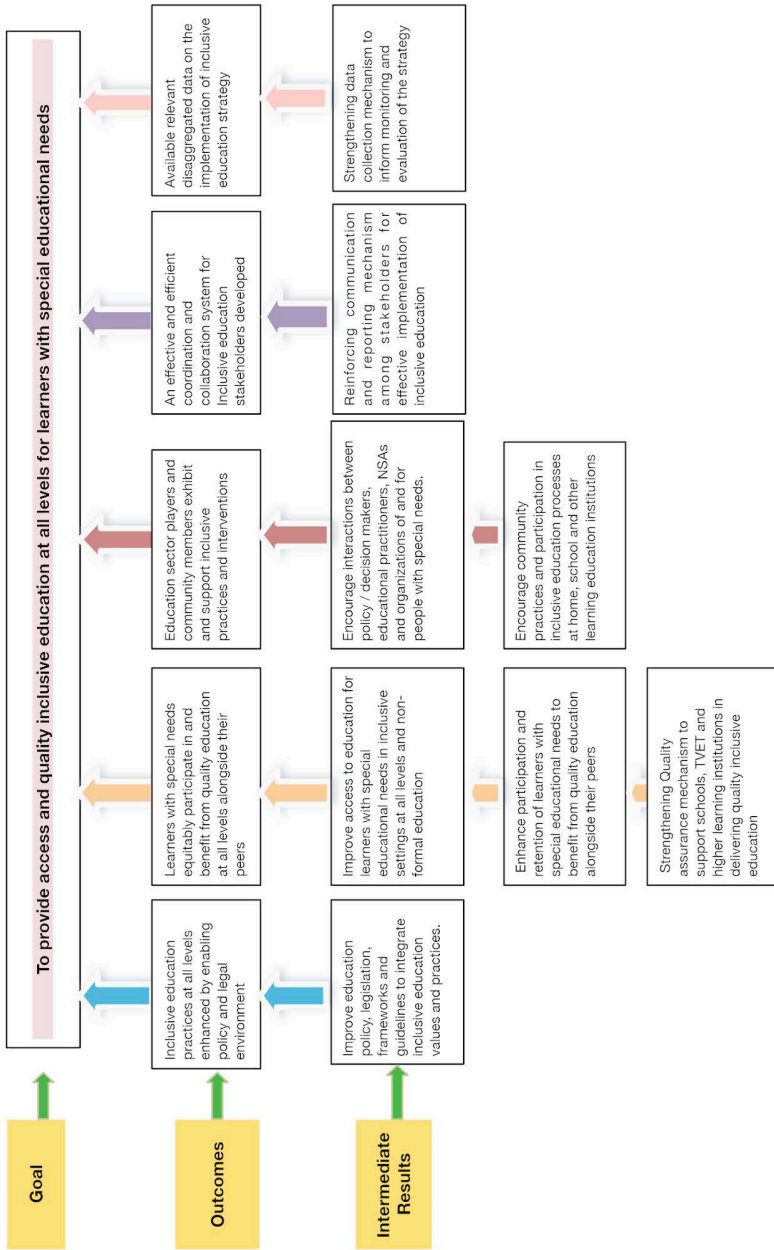 Goal
To provide access and quality inclusive education at all levels for learners with special educational needs
Outcomes
Inclusive education
practices at all levels
enhanced by enabling
policy and legal
environment
Learners with special needs
equitably participate in and
benefit from quality education
at all levels alongside their
peers
Education sector players and
community members exhibit
and support inclusive
practices and interventions
An effective and efficient
coordination and
collaboration system for
Inclusive education
stakeholders developed
Available relevant
disaggregated data on the
implementation of inclusive
education strategy
Intermediate
Results
Improve education
policy, legislation,
frameworks and
guidelines to integrate
inclusive education
values and practices.
Improve access to education for
learners with special
educational needs in inclusive
settings at all levels and non-
formal education
Encourage interactions between
policy / decision makers,
educational practitioners, NSAs
and organizations of and for
people with special needs.
Reinforcing communication
and reporting mechanism
among stakeholders for
effective implementation of
inclusive education
Strengthening data
collection mechanism to
inform monitoring and
evaluation of the strategy
Enhance participation and
retention of learners with
special educational needs to
benefit from quality education
alongside their peers
Encourage community
practices and participation in
inclusive education processes
at home, school and other
learning education institutions
Strengthening Quality
assurance mechanism to
support schools, TVET and
higher learning institutions in
delivering quality inclusive
education